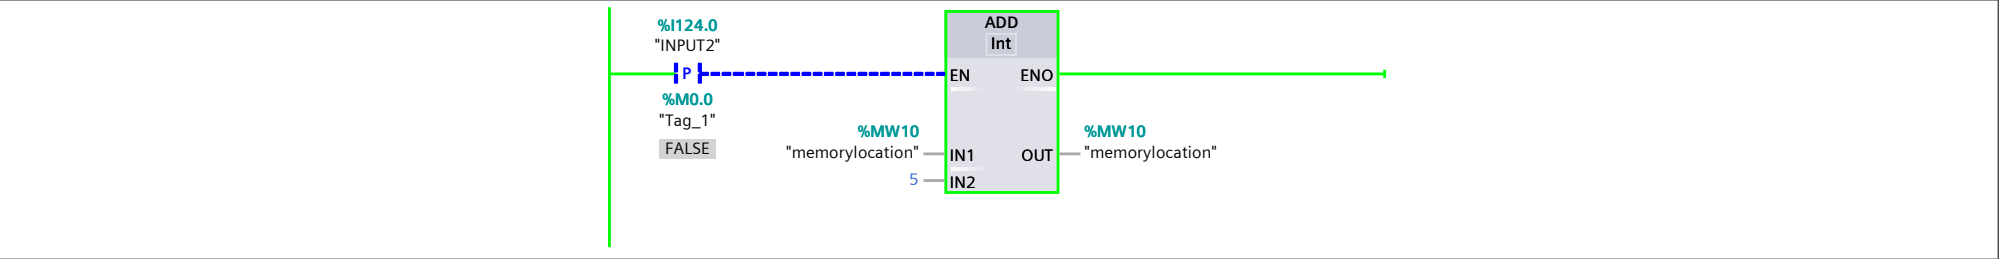 %I124.0
"INPUT2"
P
%M0.0
"Tag_1"
FALSE
ADD
Int
EN ENO
%MW10
"memorylocation"
IN1 OUT
%MW10
"memorylocation"
5
IN2